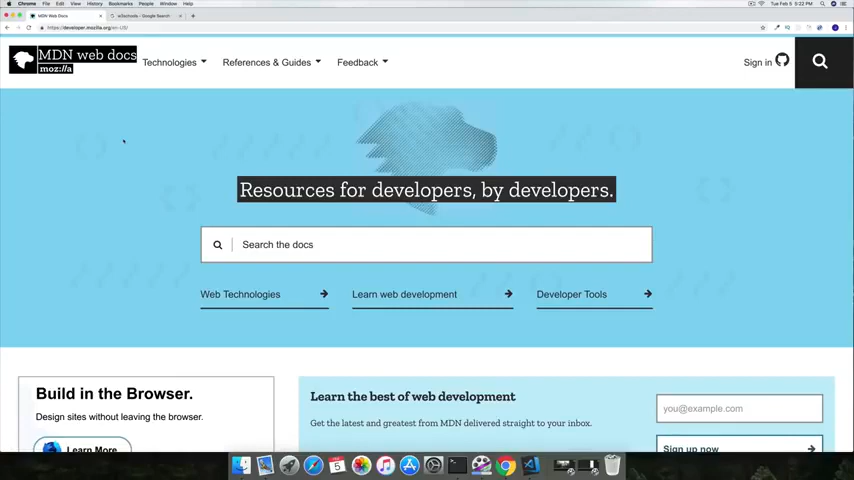 Chrome File Edit View History Bookmarks People Window Help
Tue Feb 5 9:22 PM
MDN Web Docs
w3schools - Google Search
https://developer.mozilla.org/en-US/
MDN web docs
moz://a
Technologies
References & Guides
Feedback
Sign in
Resources for developers, by developers.
Search the docs
Web Technologies
Learn web development
Developer Tools
Build in the Browser.
Design sites without leaving the browser.
Learn More
Learn the best of web development
Get the latest and greatest from MDN delivered straight to your inbox.
you@example.com
Sign up now
5